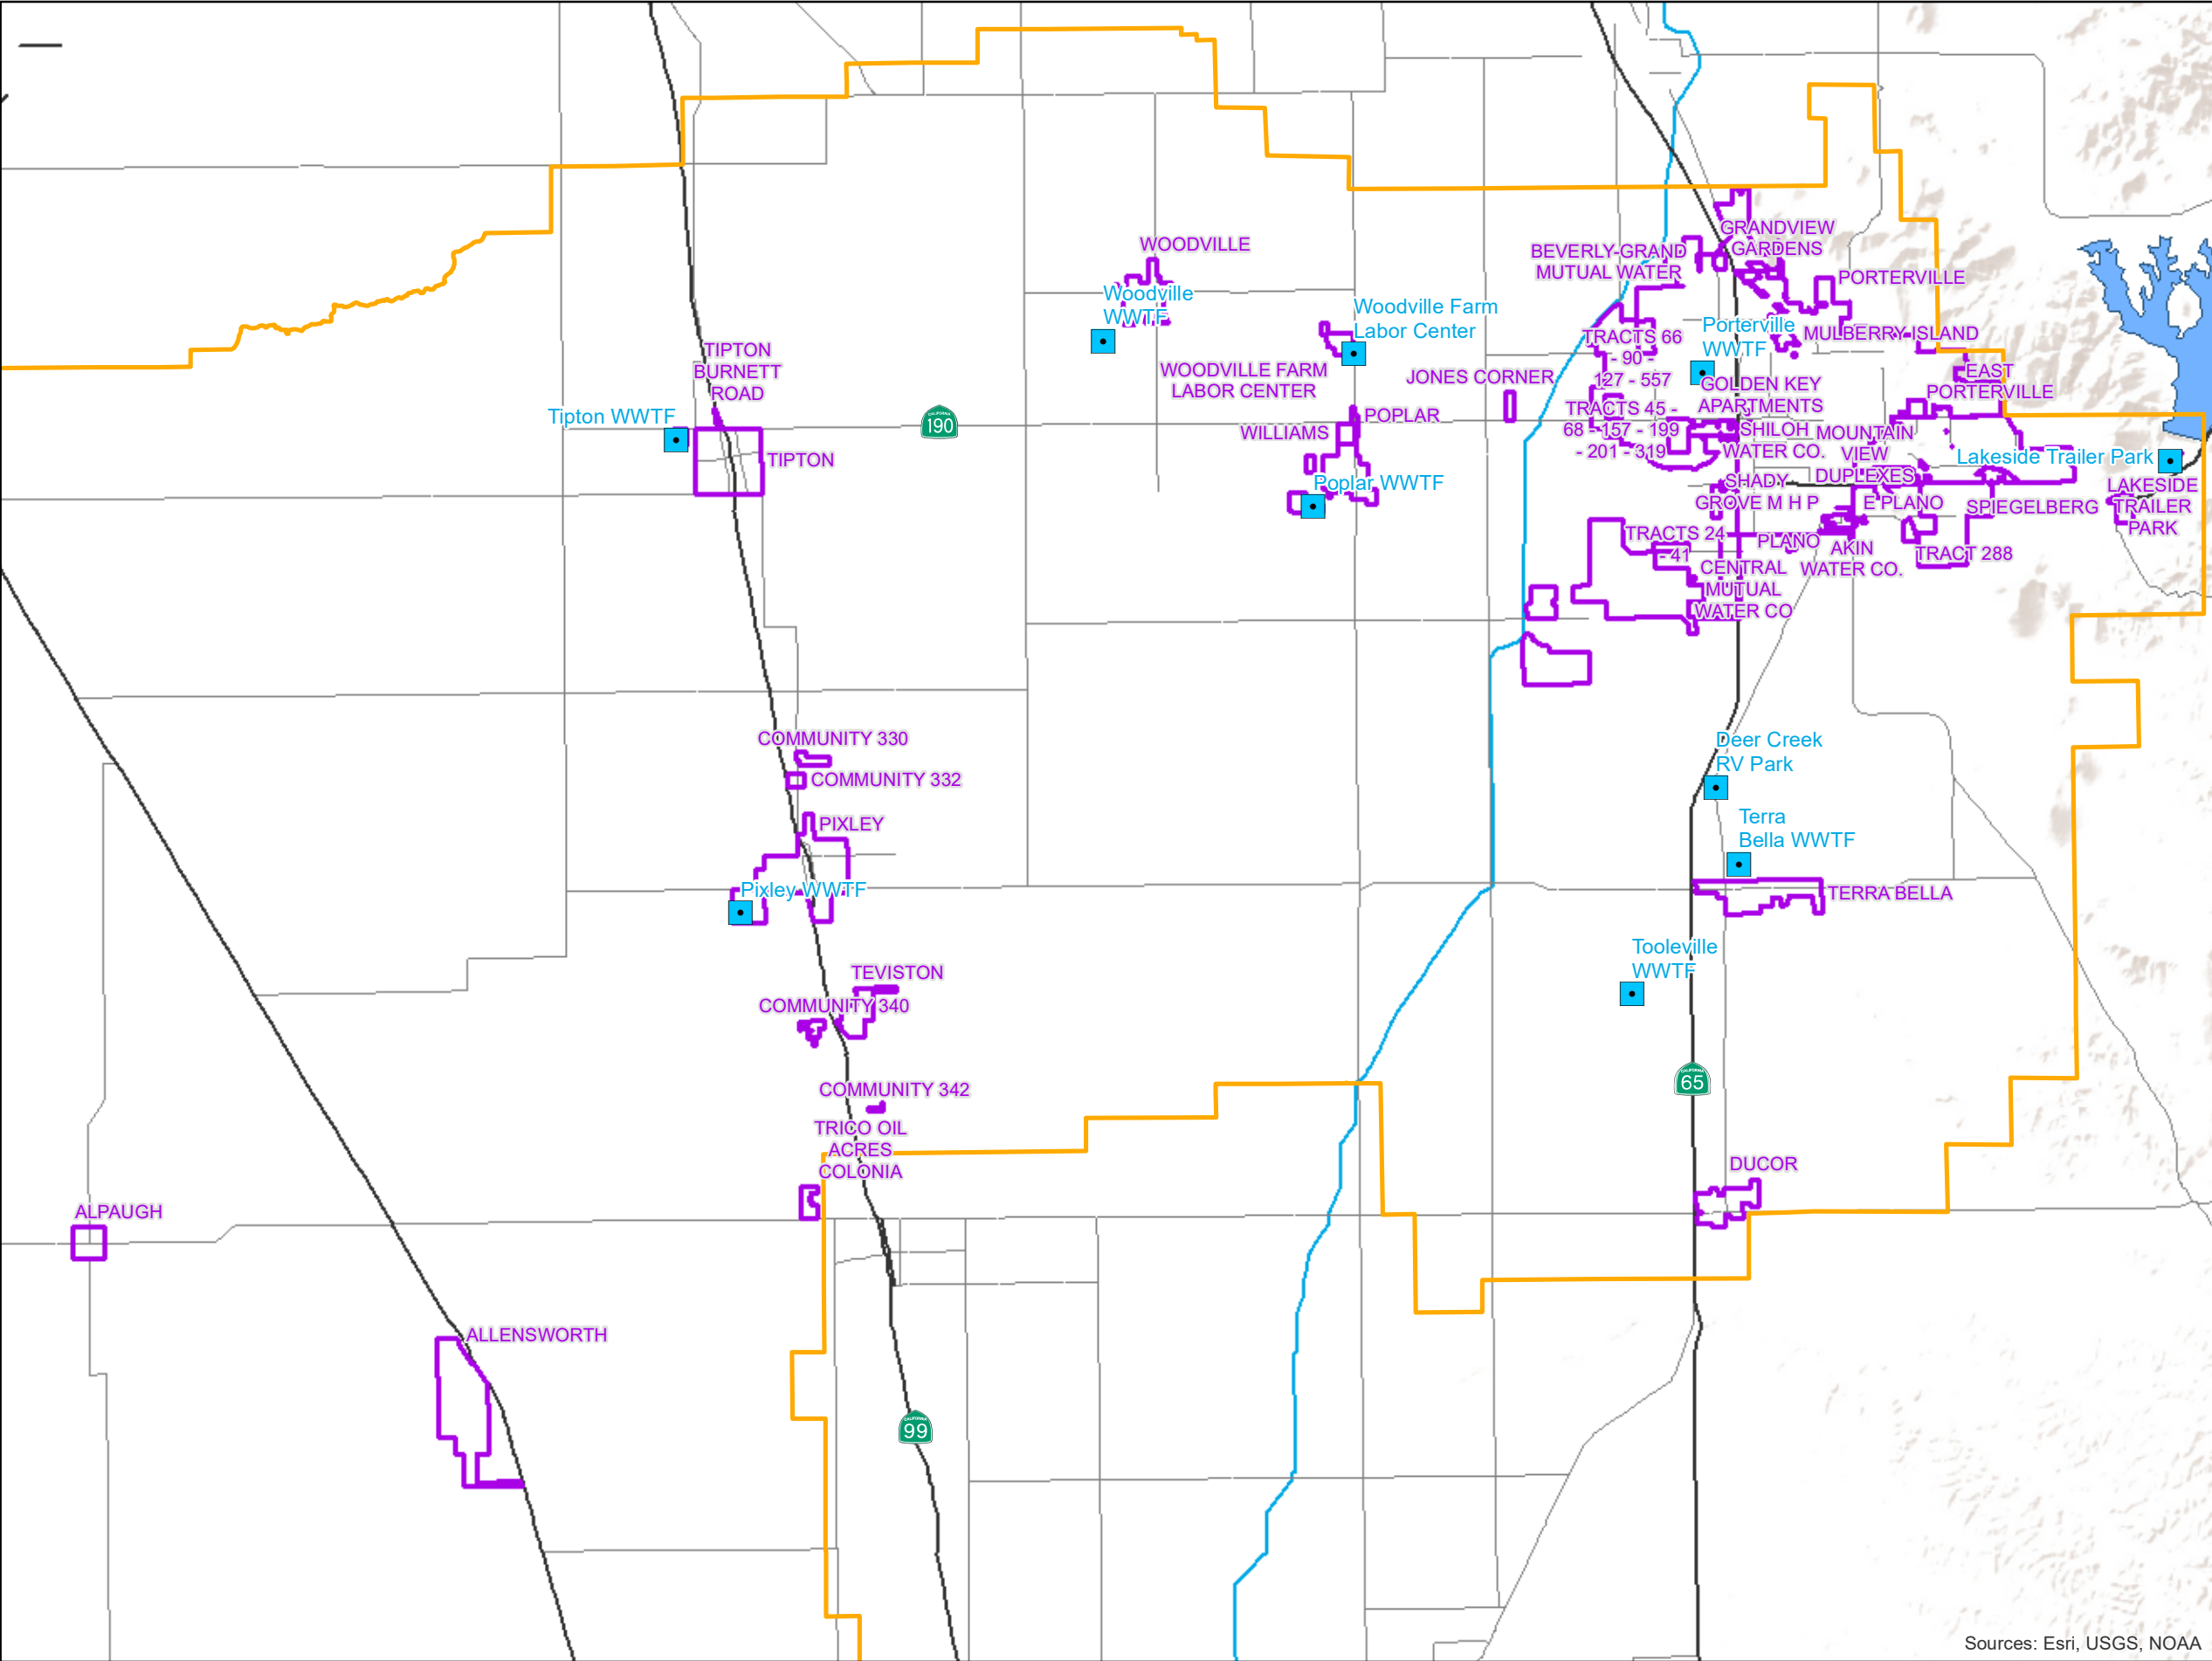 GRANDVIEW
GARDENS
WOODVILLE
BEVERLY-GRAND
MUTUAL WATER
PORTERVILLE
Woodville
WWTF
Woodville Farm
Labor Center
Porterville
WWTF
MULBERRY ISLAND
TRACTS 66
- 90 -
127 - 557
TIPTON
BURNETT
ROAD
WOODVILLE FARM
LABOR CENTER
JONES CORNER
EAST
PORTERVILLE
GOLDEN KEY
APARTMENTS
Tipton WWTF
CALIFORNIA
190
POPLAR
WILLIAMS
TRACTS 45 -
68 - 157 - 199
- 201 - 319
SHILOH
WATER CO.
MOUNTAIN
VIEW
DUPLEXES
TIPTON
Lakeside Trailer Park
Poplar WWTF
SHADY
GROVE M H P
E PLANO
SPIEGELBERG
LAKESIDE
TRAILER
PARK
TRACTS 24
- 41
PLANO
AKIN
WATER CO.
TRACT 288
CENTRAL
MUTUAL
WATER CO
COMMUNITY 330
Deer Creek
RV Park
COMMUNITY 332
PIXLEY
Terra
Bella WWTF
Pixley WWTF
TERRA BELLA
Tooleville
WWTF
TEVISTON
COMMUNITY 340
COMMUNITY 342
CALIFORNIA
65
TRICO OIL
ACRES
COLONIA
DUCOR
ALPAUGH
ALLENSWORTH
CALIFORNIA
99
Sources: Esri, USGS, NOAA